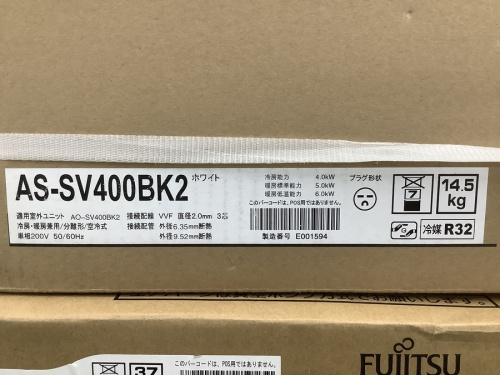 AS-SV400BK2 ホワイト
適用室外ユニット AO-SV400BK2
冷房・暖房兼用/分離形/空冷式
単相200V 50/60Hz
接続配線 VVF 直径2.0mm 3芯
接続配管 外径6.35mm断熱
外径9.52mm断熱
冷房能力 4.0kW
暖房標準能力 5.0kW
暖房低温能力 6.0kW
このバーコードは、POS用ではありません。
製造番号 E001594
プラグ形状
14.5
kg
冷媒 R32
このバーコードは、POS用ではありません。
37
FUJITSU